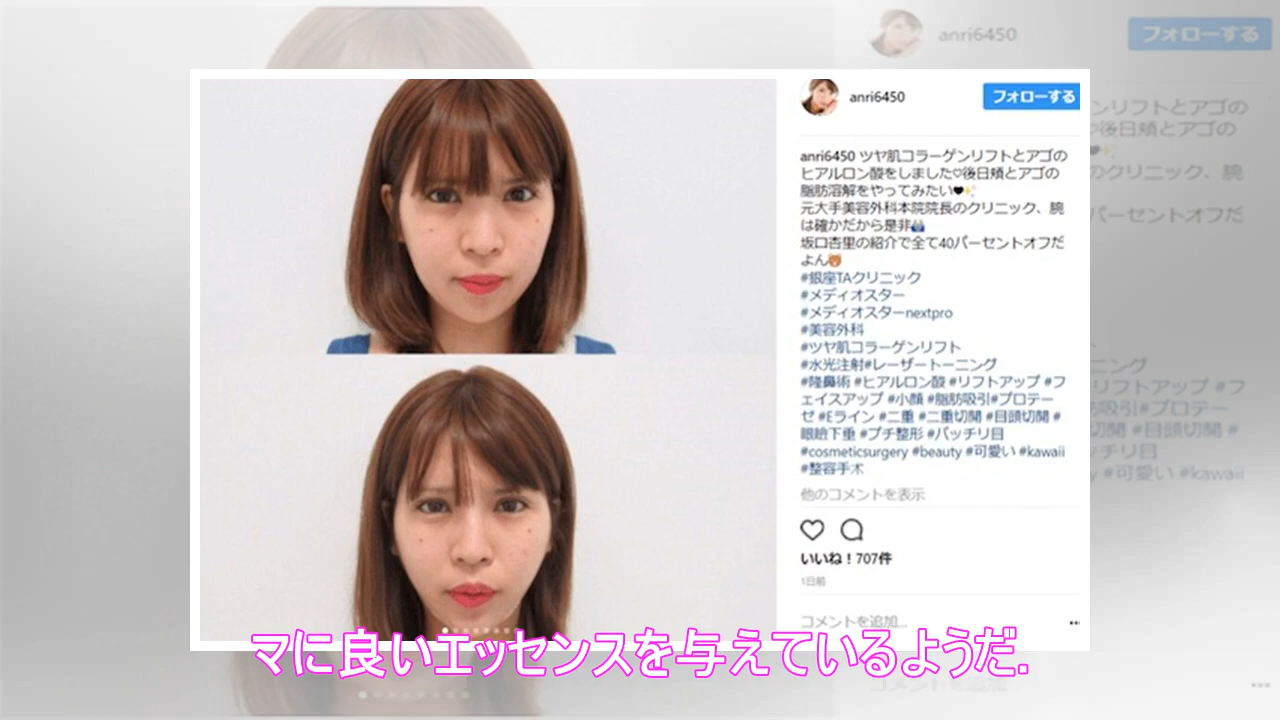 anri6450
フォローする
anri6450
フォローする
anri6450 ツヤ肌コラーゲンリフトとアゴの
ヒアルロン酸をしました♡後日頬とアゴの
脂肪溶解をやってみたい❤✨
元大手美容外科本院院長のクリニック、腕
は確かだから是非
坂口杏里の紹介で全て40パーセントオフだ
よん🐻
#銀座TAクリニック
#メディオスター
#メディオスターnextpro
#美容外科
#ツヤ肌コラーゲンリフト
#水光注射#レーザートーニング
#隆鼻術 #ヒアルロン酸 #リフトアップ #フ
ェイスアップ #小顔 #脂肪吸引#プロテー
ゼ #Eライン #二重 #二重切開 #目頭切開 #
眼瞼下垂 #プチ整形 #パッチリ目
#cosmeticsurgery #beauty #可愛い #kawaii
#整容手术
他のコメントを表示
いいね！707件
1日前
コメントを追加...
マに良いエッセンスを与えているようだ.